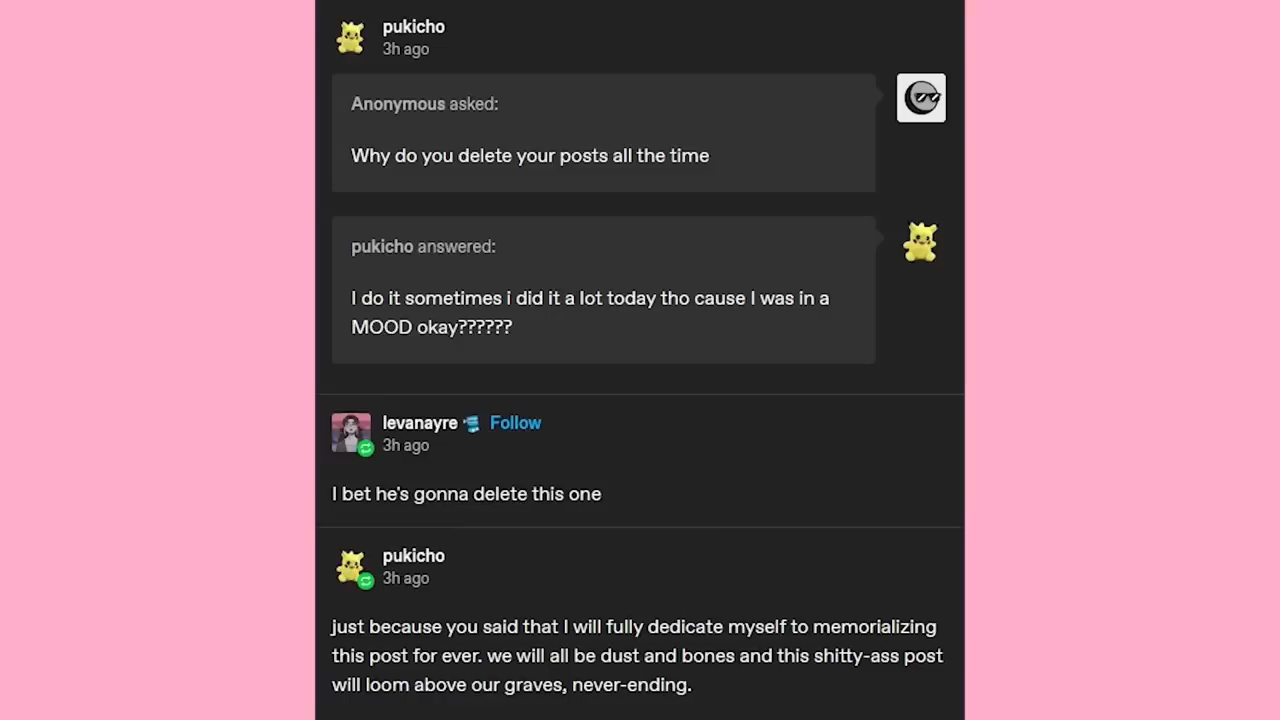 pukicho
3h ago
Anonymous asked:
Why do you delete your posts all the time
pukicho answered:
I do it sometimes i did it a lot today tho cause I was in a
MOOD okay??????
levanayre Follow
3h ago
I bet he's gonna delete this one
pukicho
3h ago
just because you said that I will fully dedicate myself to memorializing
this post for ever. we will all be dust and bones and this shitty-ass post
will loom above our graves, never-ending.